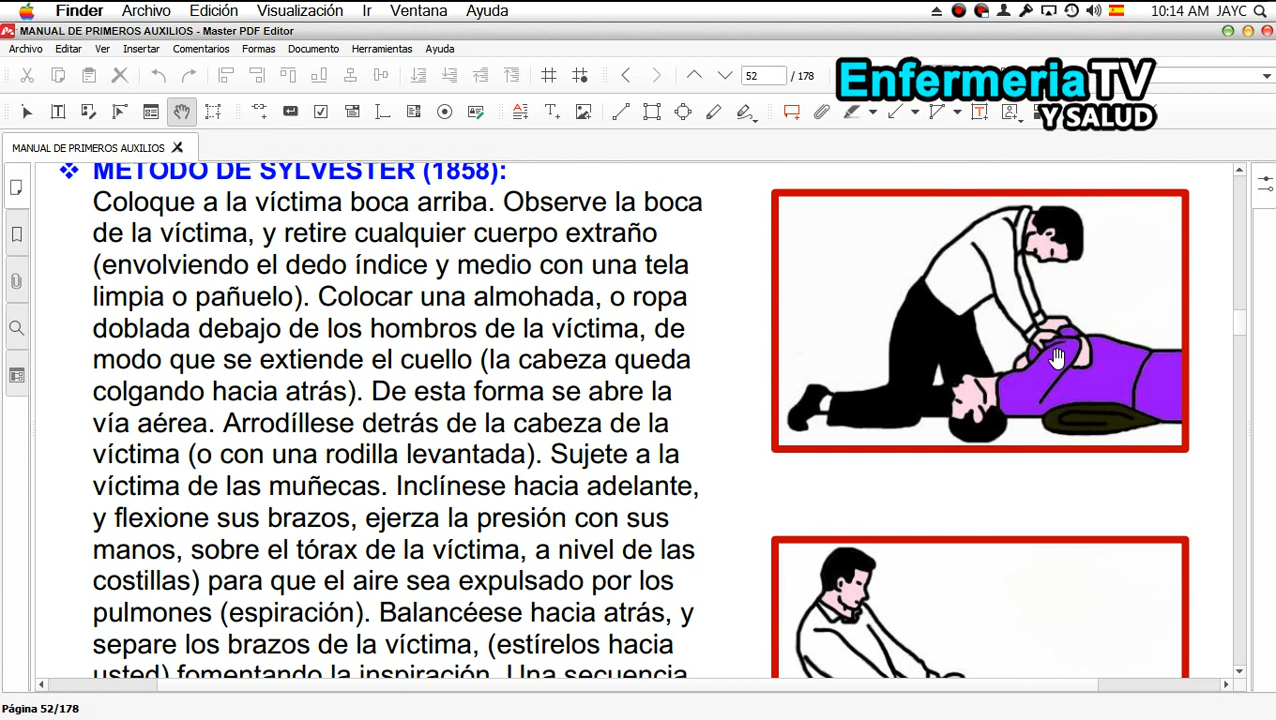 Finder Archivo Edición Visualización Ir Ventana Ayuda 10:14 AM JAYC
MANUAL DE PRIMEROS AUXILIOS - Master PDF Editor
Archivo Editar Ver Insertar Comentarios Formas Documento Herramientas Ayuda
52 / 178
EnfermeriaTV
Y SALUD
MANUAL DE PRIMEROS AUXILIOS
❖ METODO DE SYLVESTER (1858):
Coloque a la víctima boca arriba. Observe la boca
de la víctima, y retire cualquier cuerpo extraño
(envolviendo el dedo índice y medio con una tela
limpia o pañuelo). Colocar una almohada, o ropa
doblada debajo de los hombros de la víctima, de
modo que se extiende el cuello (la cabeza queda
colgando hacia atrás). De esta forma se abre la
vía aérea. Arrodíllese detrás de la cabeza de la
víctima (o con una rodilla levantada). Sujete a la
víctima de las muñecas. Inclínese hacia adelante,
y flexione sus brazos, ejerza la presión con sus
manos, sobre el tórax de la víctima, a nivel de las
costillas) para que el aire sea expulsado por los
pulmones (espiración). Balancéese hacia atrás, y
separe los brazos de la víctima, (estírelos hacia
usted) fomentando la inspiración. Una secuencia
Página 52/178